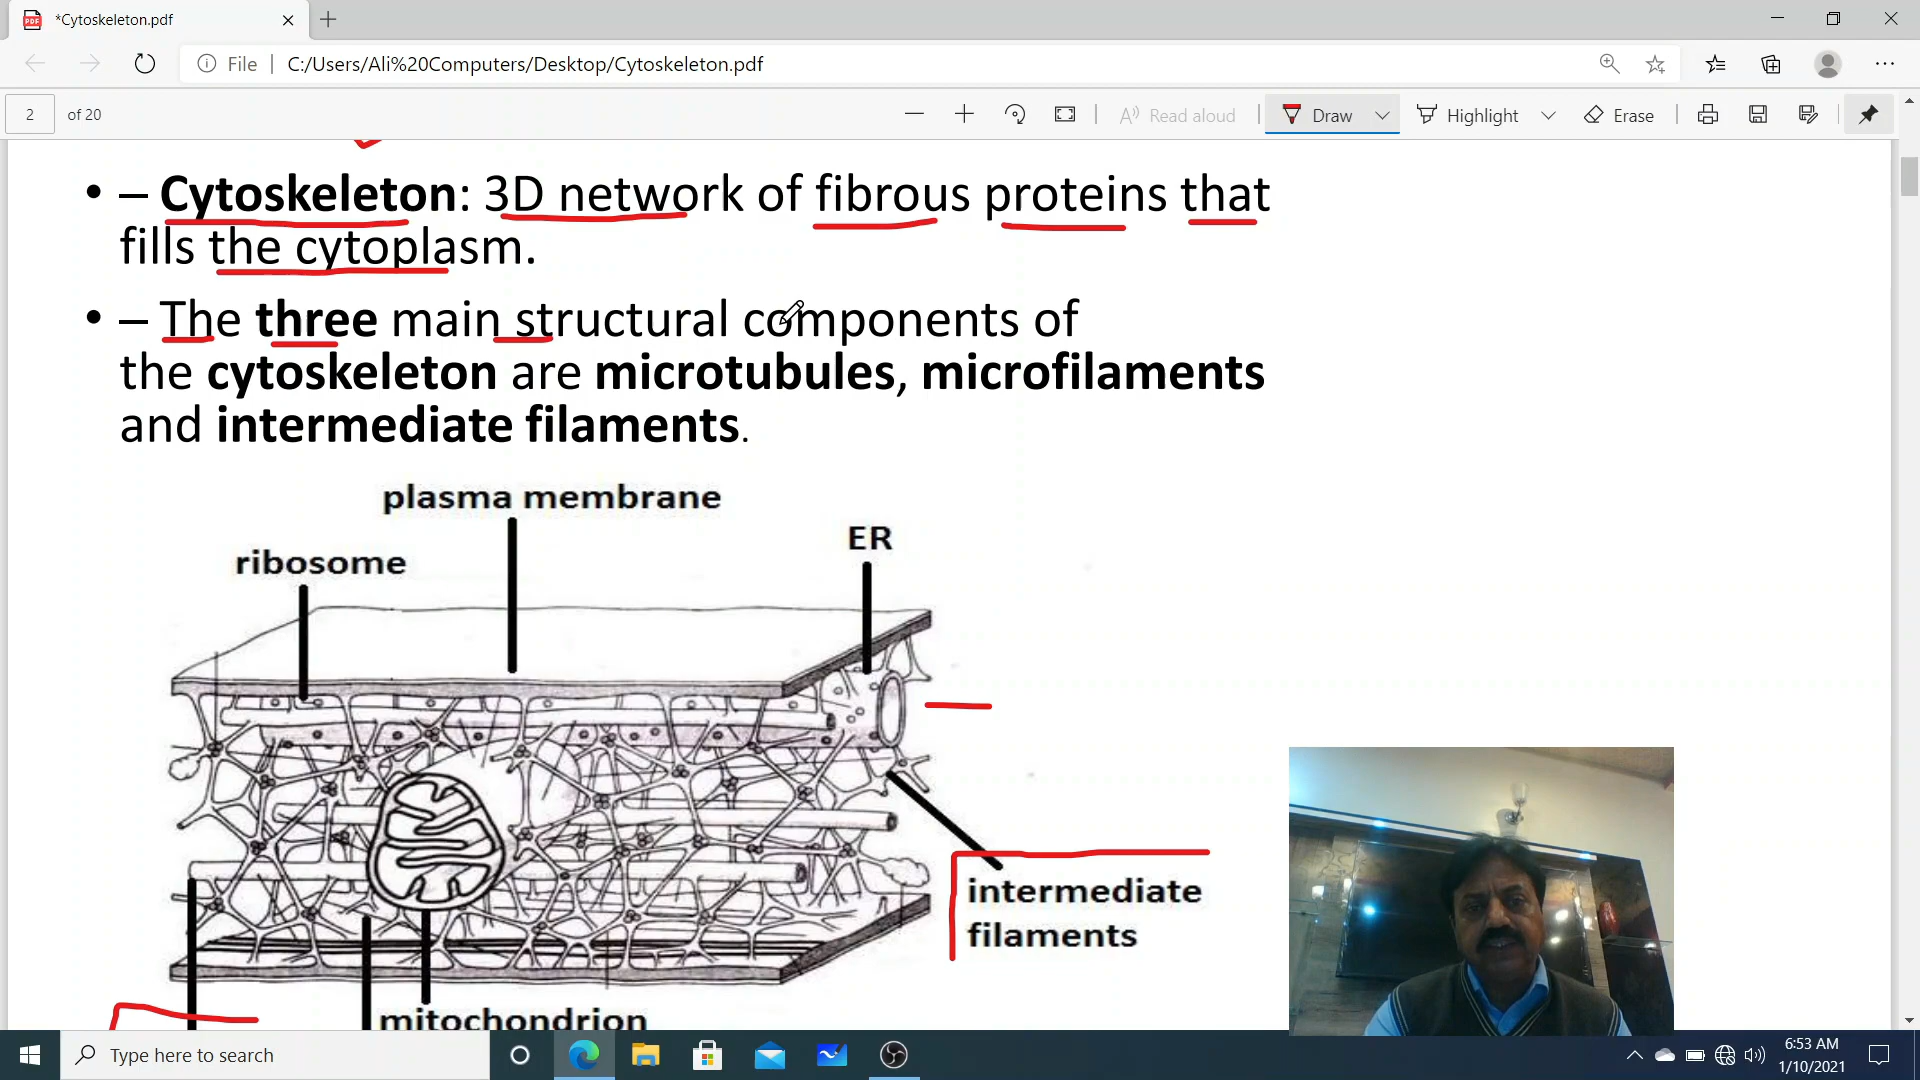 *Cytoskeleton.pdf
File | C:/Users/Ali%20Computers/Desktop/Cytoskeleton.pdf
2 of 20 Read aloud Draw Highlight Erase
• – Cytoskeleton: 3D network of fibrous proteins that
fills the cytoplasm.
• – The three main structural components of
the cytoskeleton are microtubules, microfilaments
and intermediate filaments.
plasma membrane
ER
ribosome
intermediate
filaments
mitochondrion
Type here to search
6:53 AM
1/10/2021